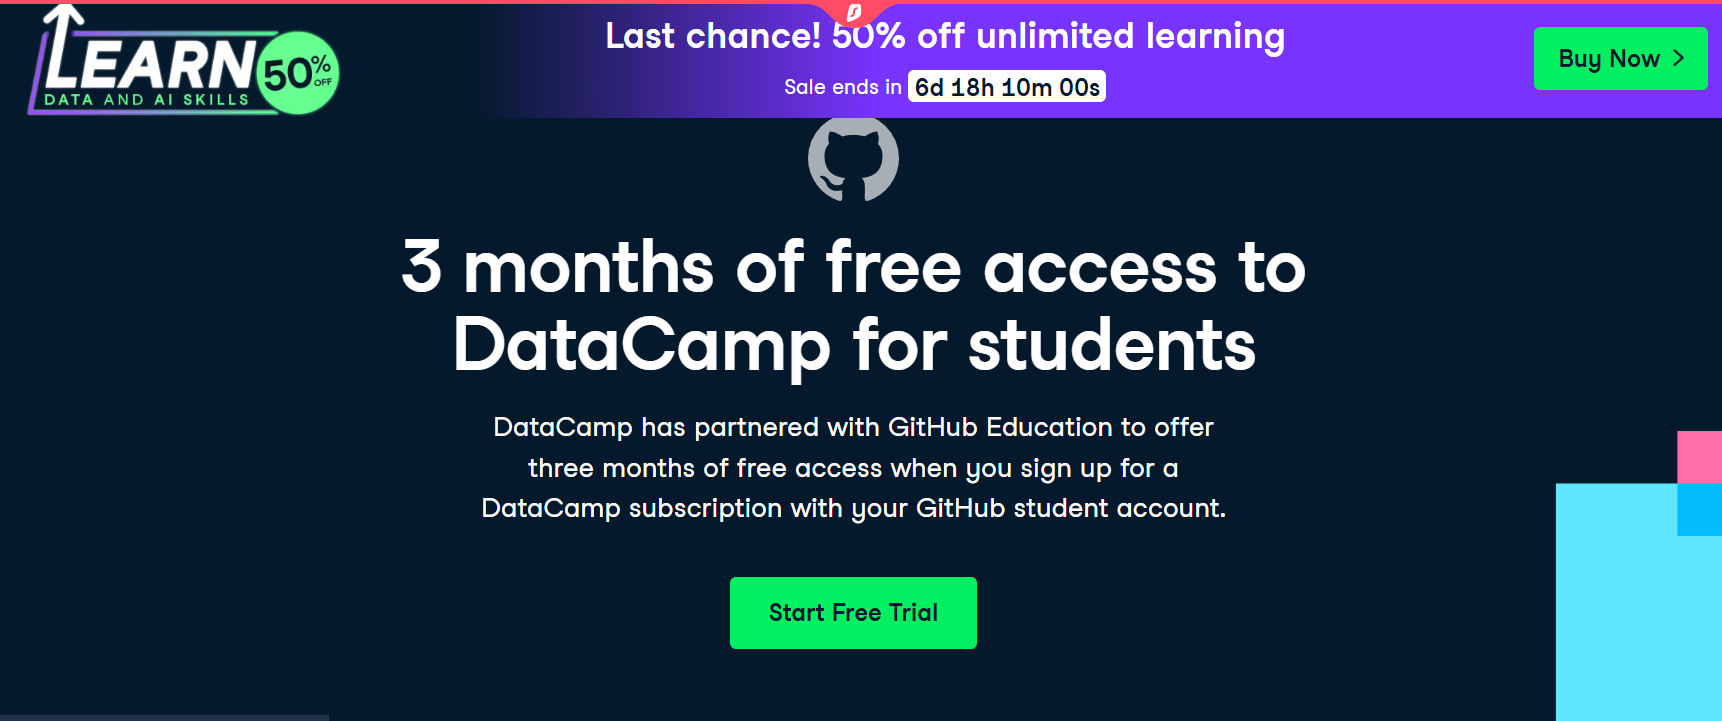 LEARN
50%
OFF
DATA AND AI SKILLS
Last chance! 50% off unlimited learning
Sale ends in 6d 18h 10m 00s
Buy Now
3 months of free access to
DataCamp for students
DataCamp has partnered with GitHub Education to offer
three months of free access when you sign up for a
DataCamp subscription with your GitHub student account.
Start Free Trial